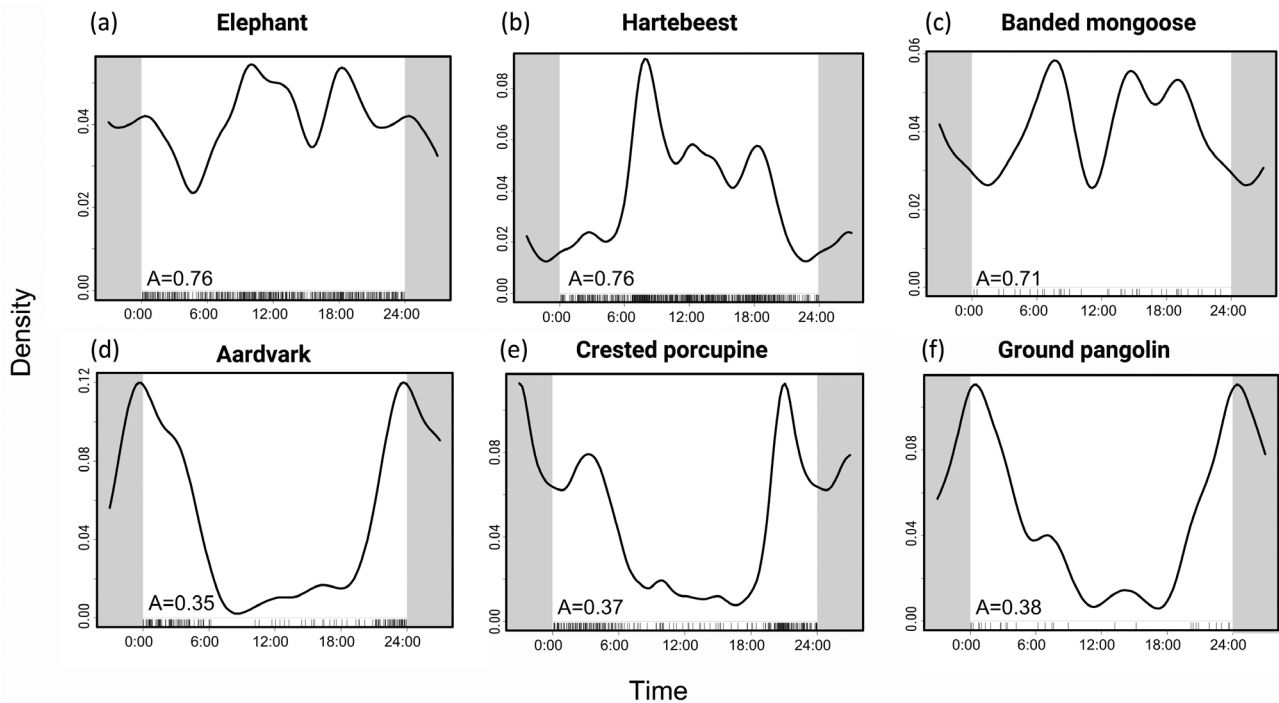 (a) Elephant
(b) Hartebeest
(c) Banded mongoose
0.00 0.02 0.04
A=0.76
0:00 6:00 12:00 18:00 24:00
0.00 0.02 0.04 0.06 0.08
A=0.76
0:00 6:00 12:00 18:00 24:00
0.00 0.02 0.04 0.06
A=0.71
0:00 6:00 12:00 18:00 24:00
Density
(d) Aardvark
(e) Crested porcupine
(f) Ground pangolin
0.00 0.04 0.08 0.12
A=0.35
0:00 6:00 12:00 18:00 24:00
0.00 0.04 0.08
A=0.37
0:00 6:00 12:00 18:00 24:00
0.00 0.04 0.08
A=0.38
0:00 6:00 12:00 18:00 24:00
Time